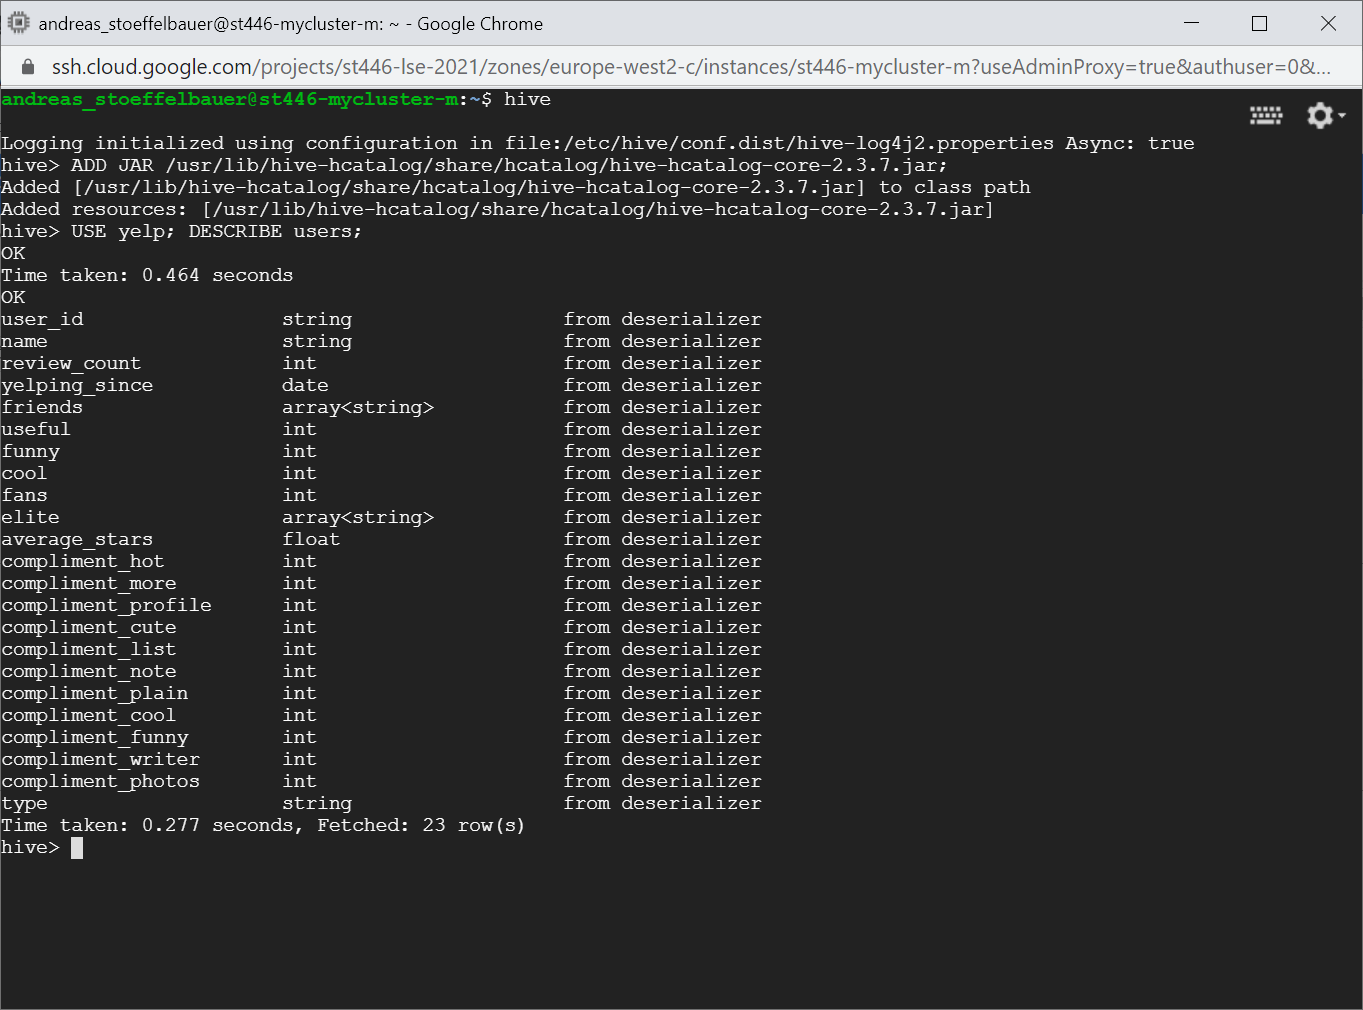 andreas_stoeffelbauer@st446-mycluster-m: ~ - Google Chrome
ssh.cloud.google.com/projects/st446-lse-2021/zones/europe-west2-c/instances/st446-mycluster-m?useAdminProxy=true&authuser=0&...
andreas_stoeffelbauer@st446-mycluster-m:~$ hive
Logging initialized using configuration in file:/etc/hive/conf.dist/hive-log4j2.properties Async: true
hive> ADD JAR /usr/lib/hive-hcatalog/share/hcatalog/hive-hcatalog-core-2.3.7.jar;
Added [/usr/lib/hive-hcatalog/share/hcatalog/hive-hcatalog-core-2.3.7.jar] to class path
Added resources: [/usr/lib/hive-hcatalog/share/hcatalog/hive-hcatalog-core-2.3.7.jar]
hive> USE yelp; DESCRIBE users;
OK
Time taken: 0.464 seconds
OK
user_id string from deserializer
name string from deserializer
review_count int from deserializer
yelping_since date from deserializer
friends array<string> from deserializer
useful int from deserializer
funny int from deserializer
cool int from deserializer
fans int from deserializer
elite array<string> from deserializer
average_stars float from deserializer
compliment_hot int from deserializer
compliment_more int from deserializer
compliment_profile int from deserializer
compliment_cute int from deserializer
compliment_list int from deserializer
compliment_note int from deserializer
compliment_plain int from deserializer
compliment_cool int from deserializer
compliment_funny int from deserializer
compliment_writer int from deserializer
compliment_photos int from deserializer
type string from deserializer
Time taken: 0.277 seconds, Fetched: 23 row(s)
hive>